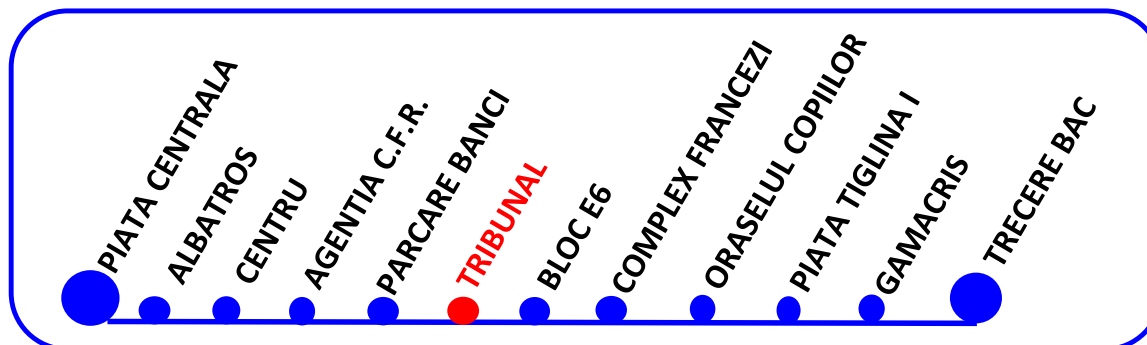 PIATA CENTRALA
ALBATROS
CENTRU
AGENTIA C.F.R.
PARCARE BANCI
TRIBUNAL
BLOC E6
COMPLEX FRANCEZI
ORASELUL COPIILOR
PIATA TIGLINA I
GAMACRIS
TRECERE BAC